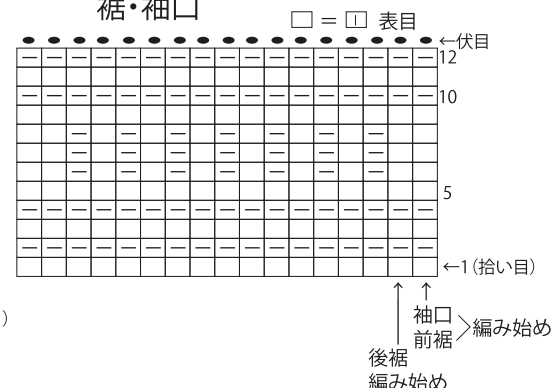 裾・袖口
□ = 〡 表目
←伏目
12
10
5
←1(拾い目)
)
袖口
前裾
編み始め
後裾
編み始め